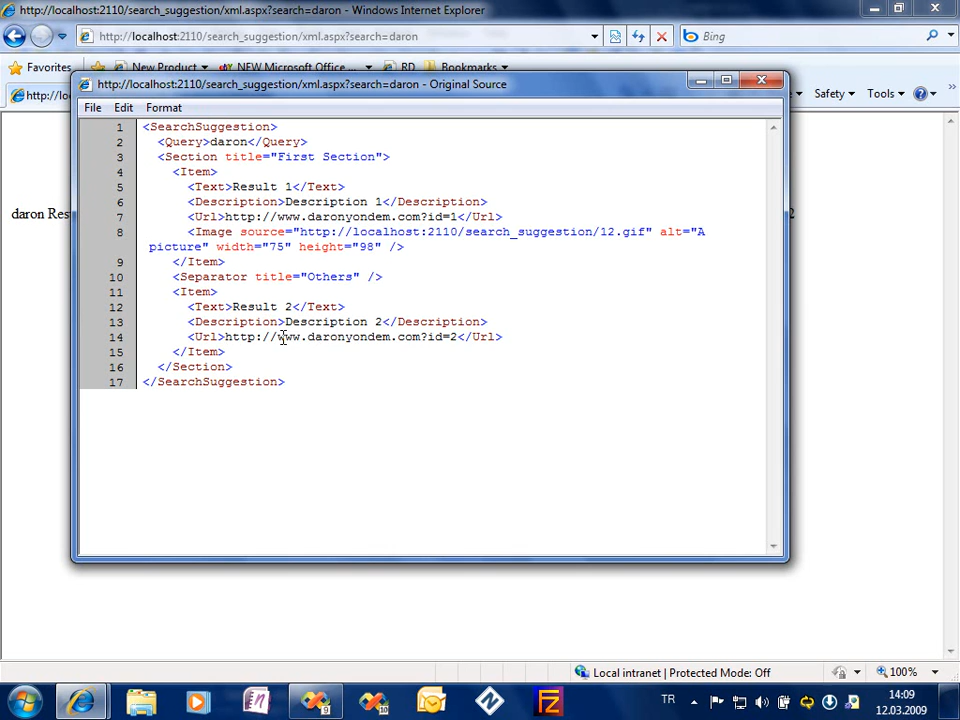 http://localhost:2110/search_suggestion/xml.aspx?search=daron - Windows Internet Explorer
http://localhost:2110/search_suggestion/xml.aspx?search=daron
Bing
Favorites
New Product
NEW Microsoft Office ...
RD
Bookmarks
http://localhost:2110/search_suggestion/xml.aspx?search=daron - Original Source
http://lo
Safety
Tools
File Edit Format
1 <SearchSuggestion>
2 <Query>daron</Query>
3 <Section title="First Section">
4 <Item>
5 <Text>Result 1</Text>
6 <Description>Description 1</Description>
7 <Url>http://www.daronyondem.com?id=1</Url>
8 <Image source="http://localhost:2110/search_suggestion/12.gif" alt="A
picture" width="75" height="98" />
9 </Item>
10 <Separator title="Others" />
11 <Item>
12 <Text>Result 2</Text>
13 <Description>Description 2</Description>
14 <Url>http://www.daronyondem.com?id=2</Url>
15 </Item>
16 </Section>
17 </SearchSuggestion>
daron Res
2
Local intranet | Protected Mode: Off
100%
TR
14:09
12.03.2009